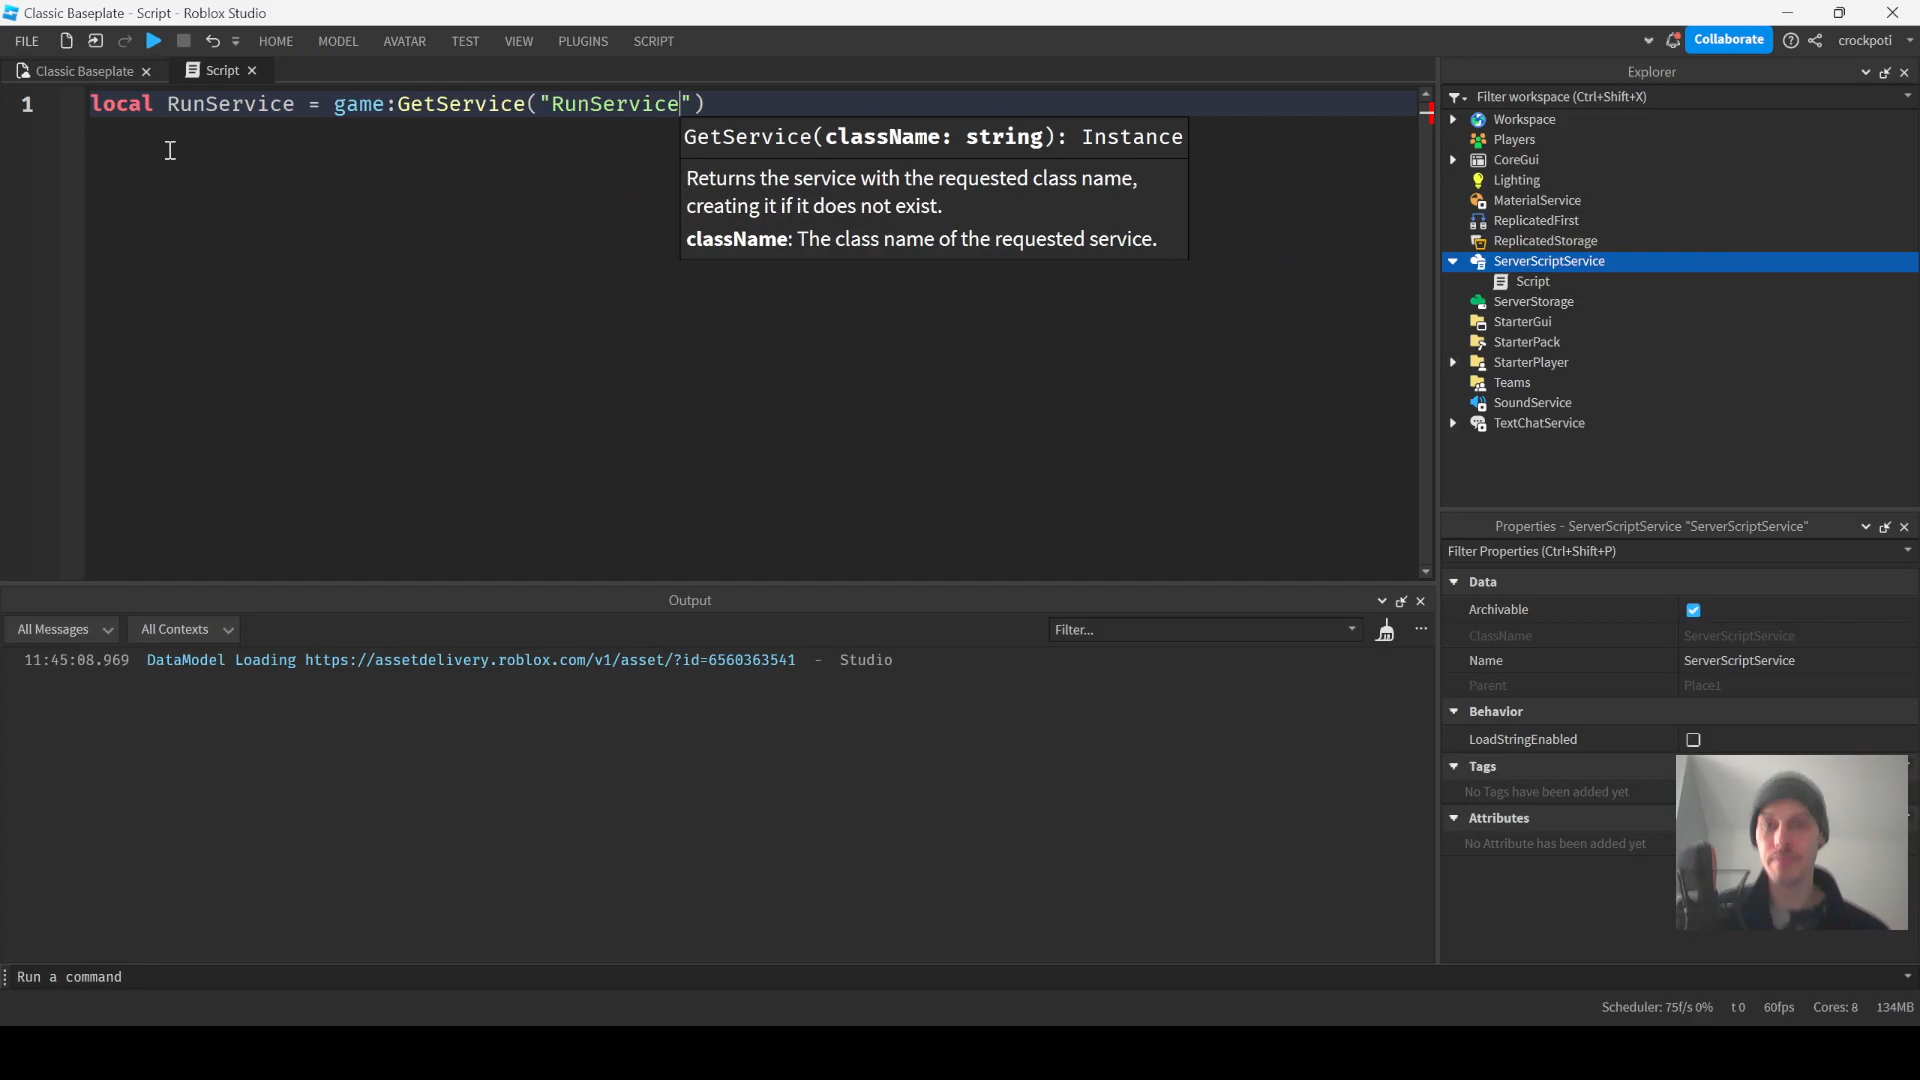 Classic Baseplate - Script - Roblox Studio
FILE HOME MODEL AVATAR TEST VIEW PLUGINS SCRIPT Collaborate crockpoti
Classic Baseplate Script
1 local RunService = game:GetService("RunService")
GetService(className: string): Instance
Returns the service with the requested class name,
creating it if it does not exist.
className: The class name of the requested service.
Explorer
Filter workspace (Ctrl+Shift+X)
Workspace
Players
CoreGui
Lighting
MaterialService
ReplicatedFirst
ReplicatedStorage
ServerScriptService
Script
ServerStorage
StarterGui
StarterPack
StarterPlayer
Teams
SoundService
TextChatService
Properties - ServerScriptService "ServerScriptService"
Filter Properties (Ctrl+Shift+P)
Data
Archivable
ClassName ServerScriptService
Name ServerScriptService
Parent Place1
Behavior
LoadStringEnabled
Tags
No Tags have been added yet
Attributes
No Attribute has been added yet
Output
All Messages All Contexts Filter...
11:45:08.969 DataModel Loading https://assetdelivery.roblox.com/v1/asset/?id=6560363541 - Studio
Run a command
Scheduler: 75f/s 0% t 0 60fps Cores: 8 134MB